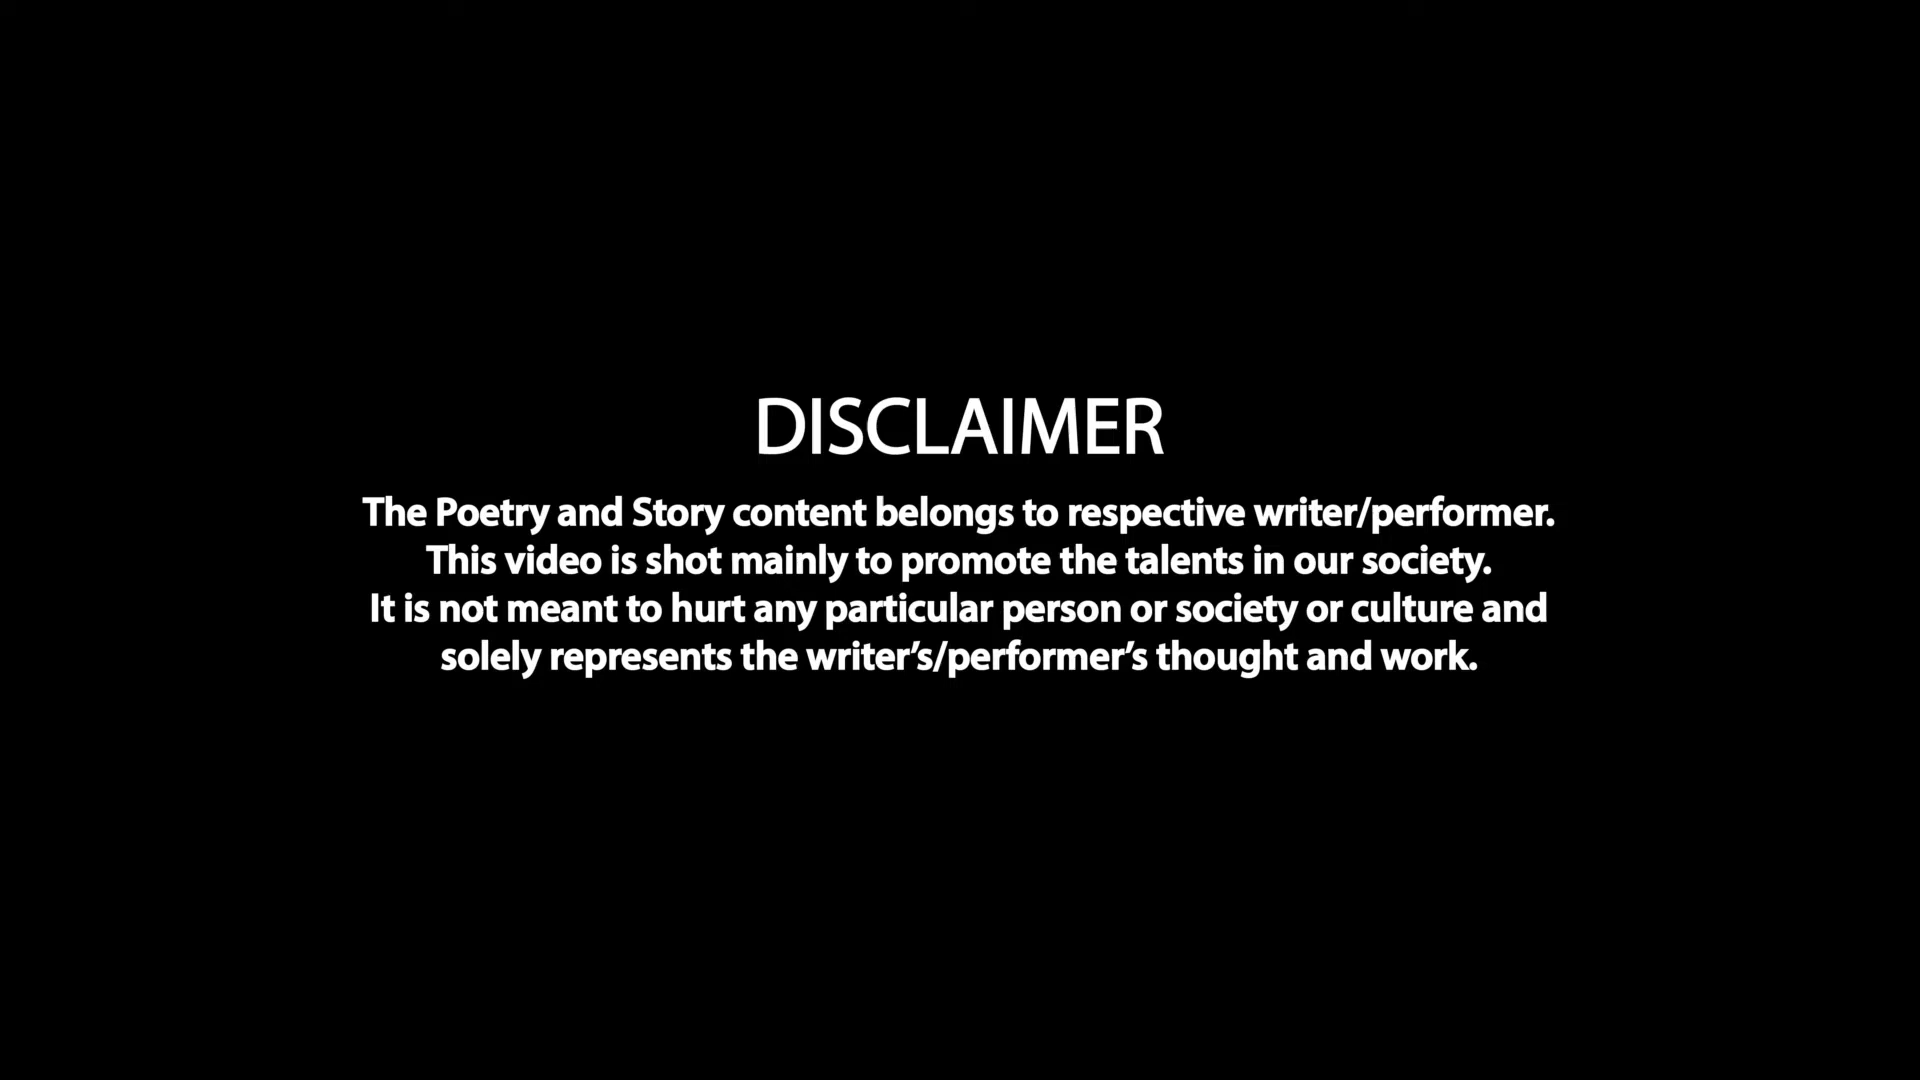 DISCLAIMER
The Poetry and Story content belongs to respective writer/performer.
This video is shot mainly to promote the talents in our society.
It is not meant to hurt any particular person or society or culture and
solely represents the writer’s/performer’s thought and work.